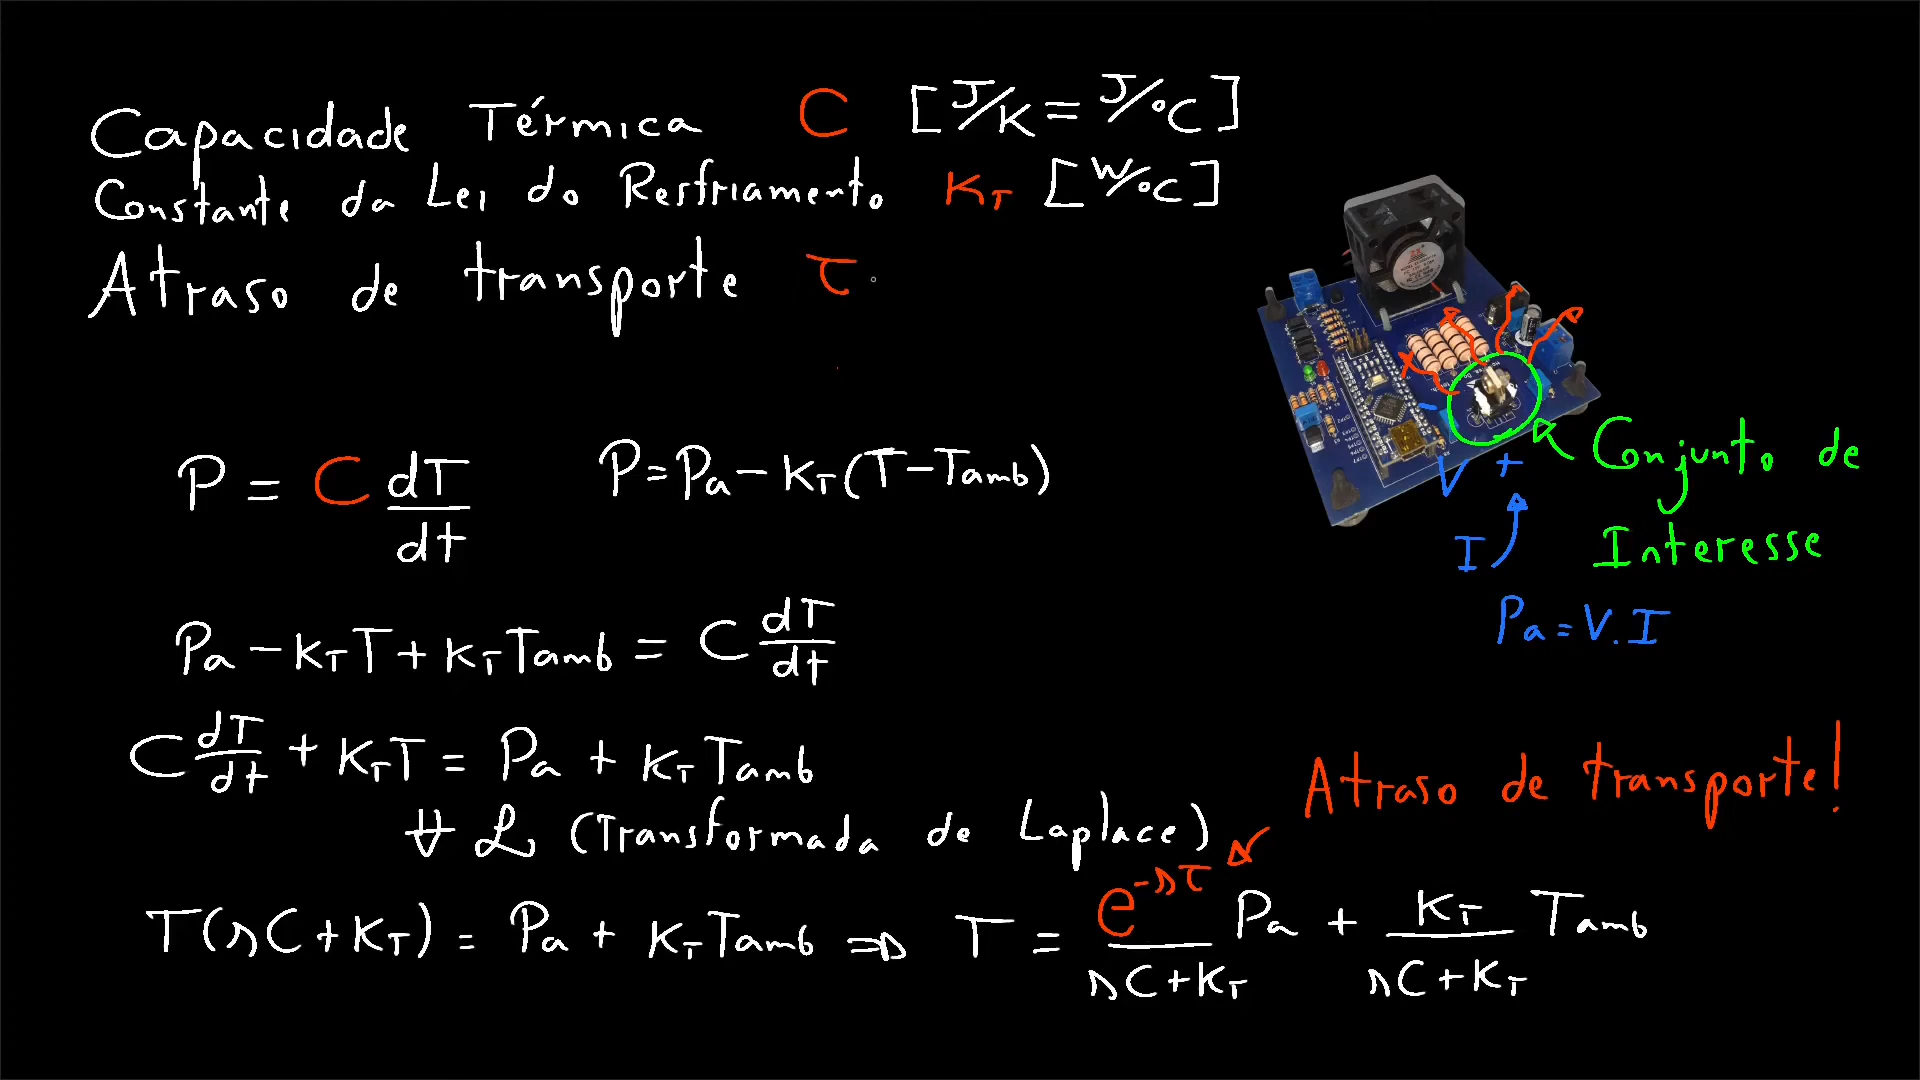 Capacidade Térmica C [J/K = J/°C]
Constante da Lei do Resfriamento K_T [W/°C]
Atraso de transporte τ
P = C dT/dt
P = Pa - K_T(T - Tamb)
Conjunto de
Interesse
V +
I
Pa = V.I
Pa - K_T T + K_T Tamb = C dT/dt
C dT/dt + K_T T = Pa + K_T Tamb
ℒ (Transformada de Laplace)
Atraso de transporte!
T(sC + K_T) = Pa + K_T Tamb ⇒ T = e^{-sτ}/(sC + K_T) Pa + K_T/(sC + K_T) Tamb